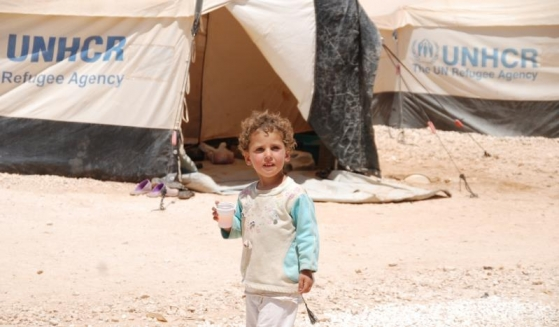 UNHCR
Refugee Agency
UNHCR
The UN Refugee Agency